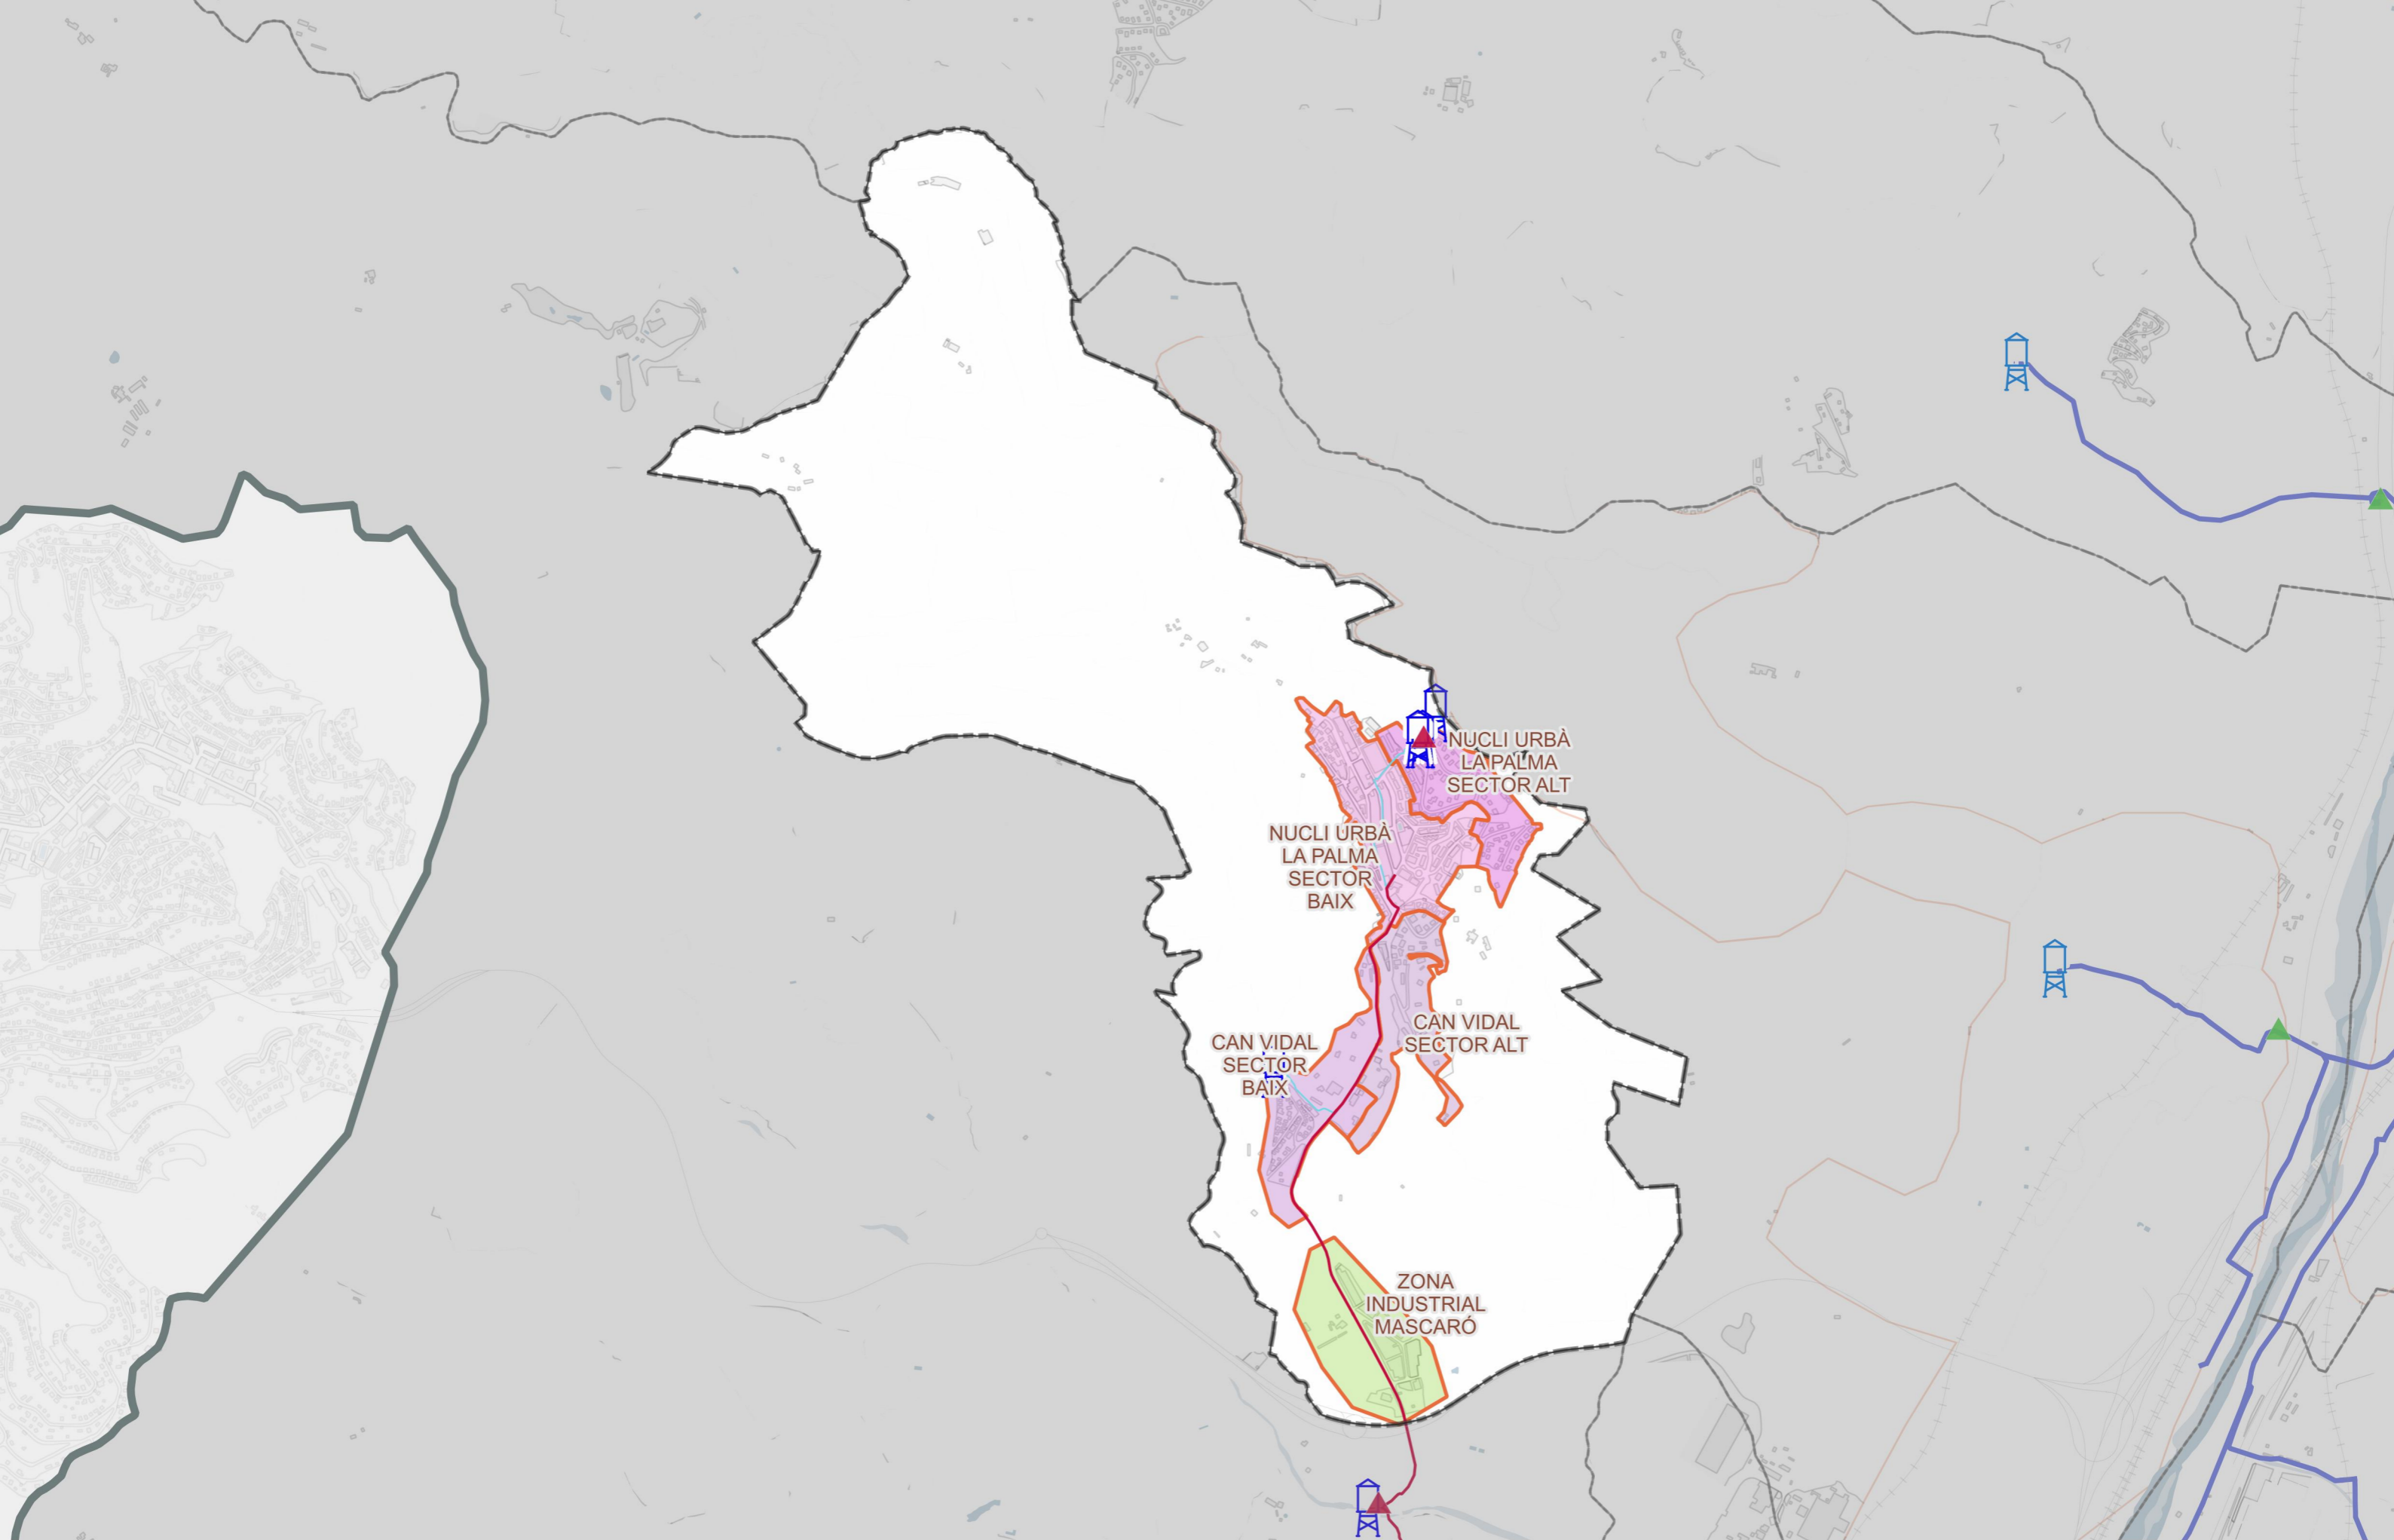 NUCLI URBÀ
LA PALMA
SECTOR ALT
NUCLI URBÀ
LA PALMA
SECTOR
BAIX
CAN VIDAL
SECTOR ALT
CAN VIDAL
SECTOR
BAIX
ZONA
INDUSTRIAL
MASCARÓ